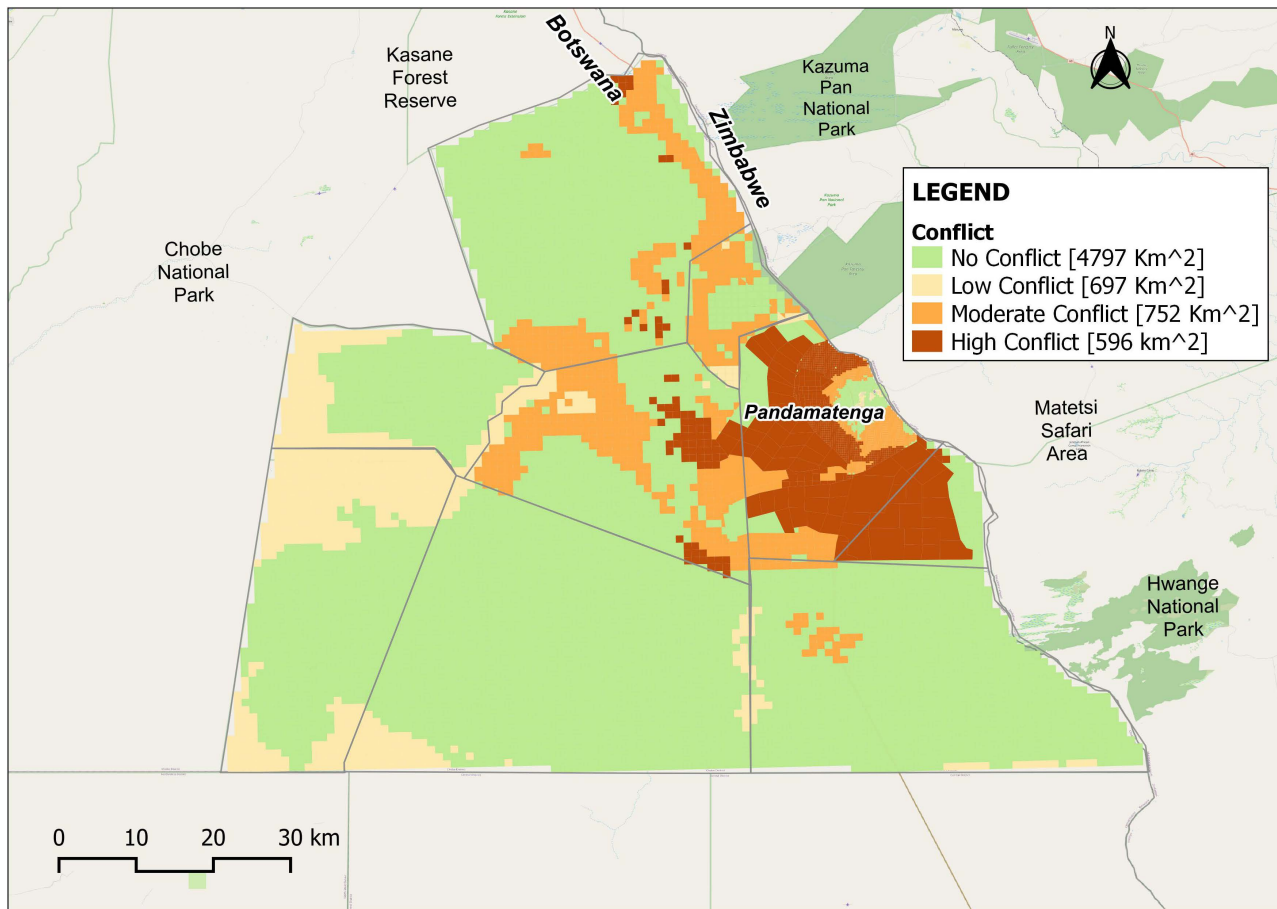 Botswana
Zimbabwe
Kasane
Forest
Reserve
Kazuma
Pan
National
Park
N
LEGEND
Conflict
No Conflict [4797 Km^2]
Low Conflict [697 Km^2]
Moderate Conflict [752 Km^2]
High Conflict [596 km^2]
Chobe
National
Park
Pandamatenga
Matetsi
Safari
Area
Hwange
National
Park
0 10 20 30 km